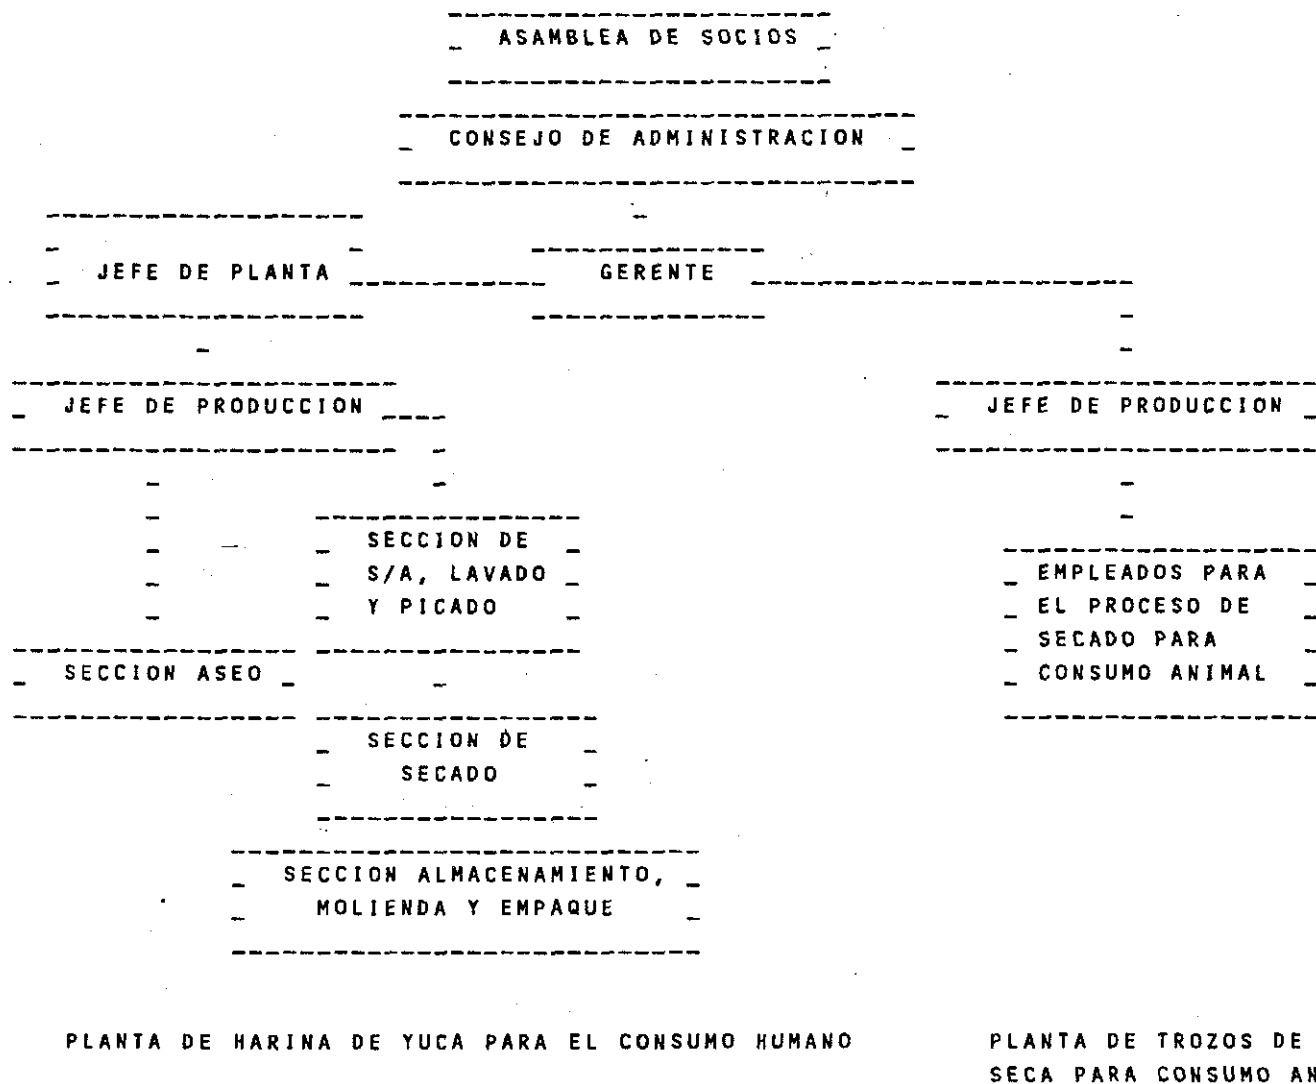 ASAMBLEA DE SOCIOS
CONSEJO DE ADMINISTRACION
JEFE DE PLANTA
GERENTE
JEFE DE PRODUCCION
JEFE DE PRODUCCION
SECCION DE
S/A, LAVADO
Y PICADO
EMPLEADOS PARA
EL PROCESO DE
SECADO PARA
CONSUMO ANIMAL
SECCION ASEO
SECCION DE
SECADO
SECCION ALMACENAMIENTO,
MOLIENDA Y EMPAQUE
PLANTA DE HARINA DE YUCA PARA EL CONSUMO HUMANO
PLANTA DE TROZOS DE
SECA PARA CONSUMO